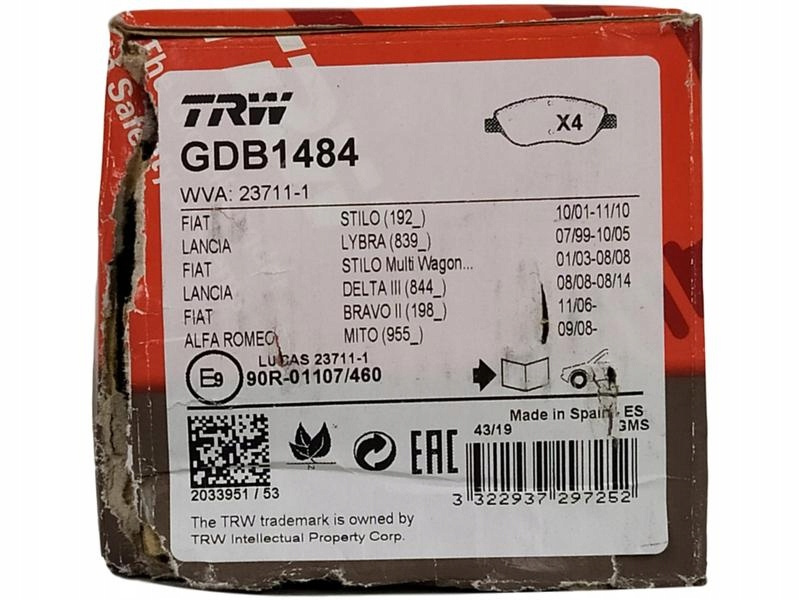 The
& Safe
TRW
X4
GDB1484
WVA: 23711-1
FIAT STILO (192_) 10/01-11/10
LANCIA LYBRA (839_) 07/99-10/05
FIAT STILO Multi Wagon... 01/03-08/08
LANCIA DELTA III (844_) 08/08-08/14
FIAT BRAVO II (198_) 11/06-
ALFA ROMEO MITO (955_) 09/08-
LUCAS 23711-1
E9 90R-01107/460
Made in Spain, ES
43/19 GMS
EAC
2033951 / 53
3 322937 297252
The TRW trademark is owned by
TRW Intellectual Property Corp.